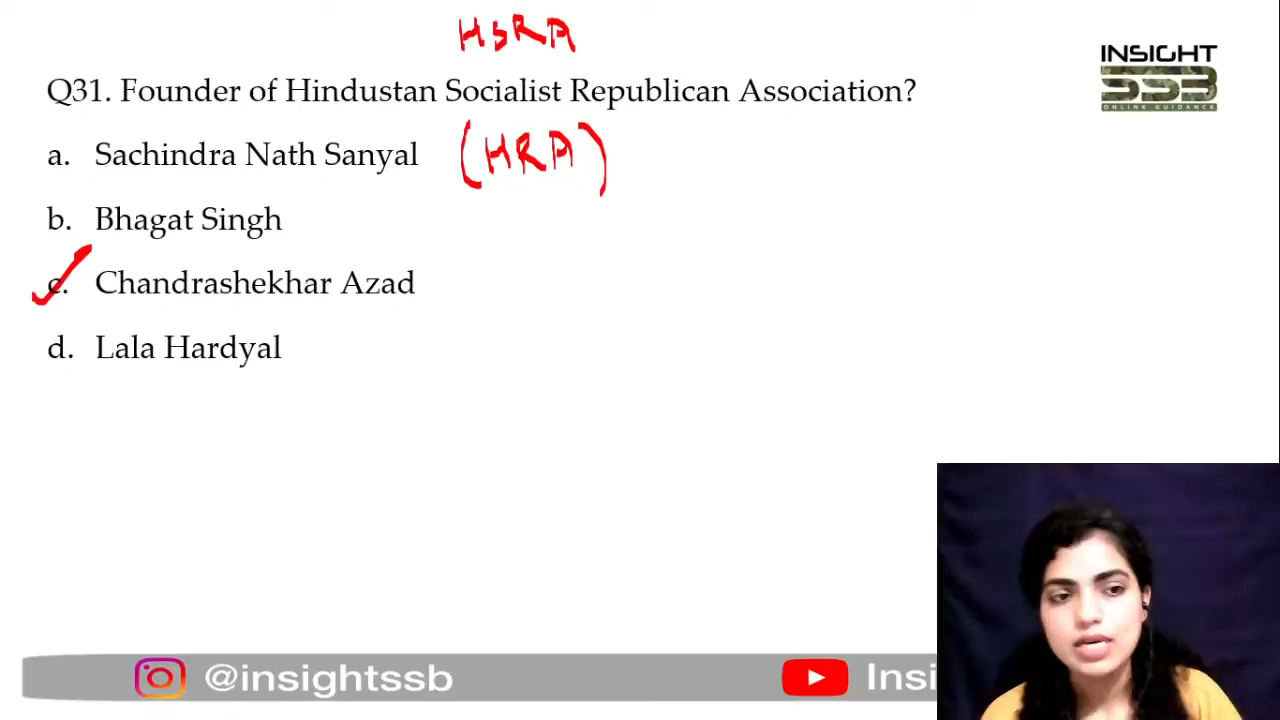 HSRA
INSIGHT
SSB
ONLINE GUIDANCE
Q31. Founder of Hindustan Socialist Republican Association?
a. Sachindra Nath Sanyal (HRA)
b. Bhagat Singh
c. Chandrashekhar Azad
d. Lala Hardyal
@insightssb
Insi